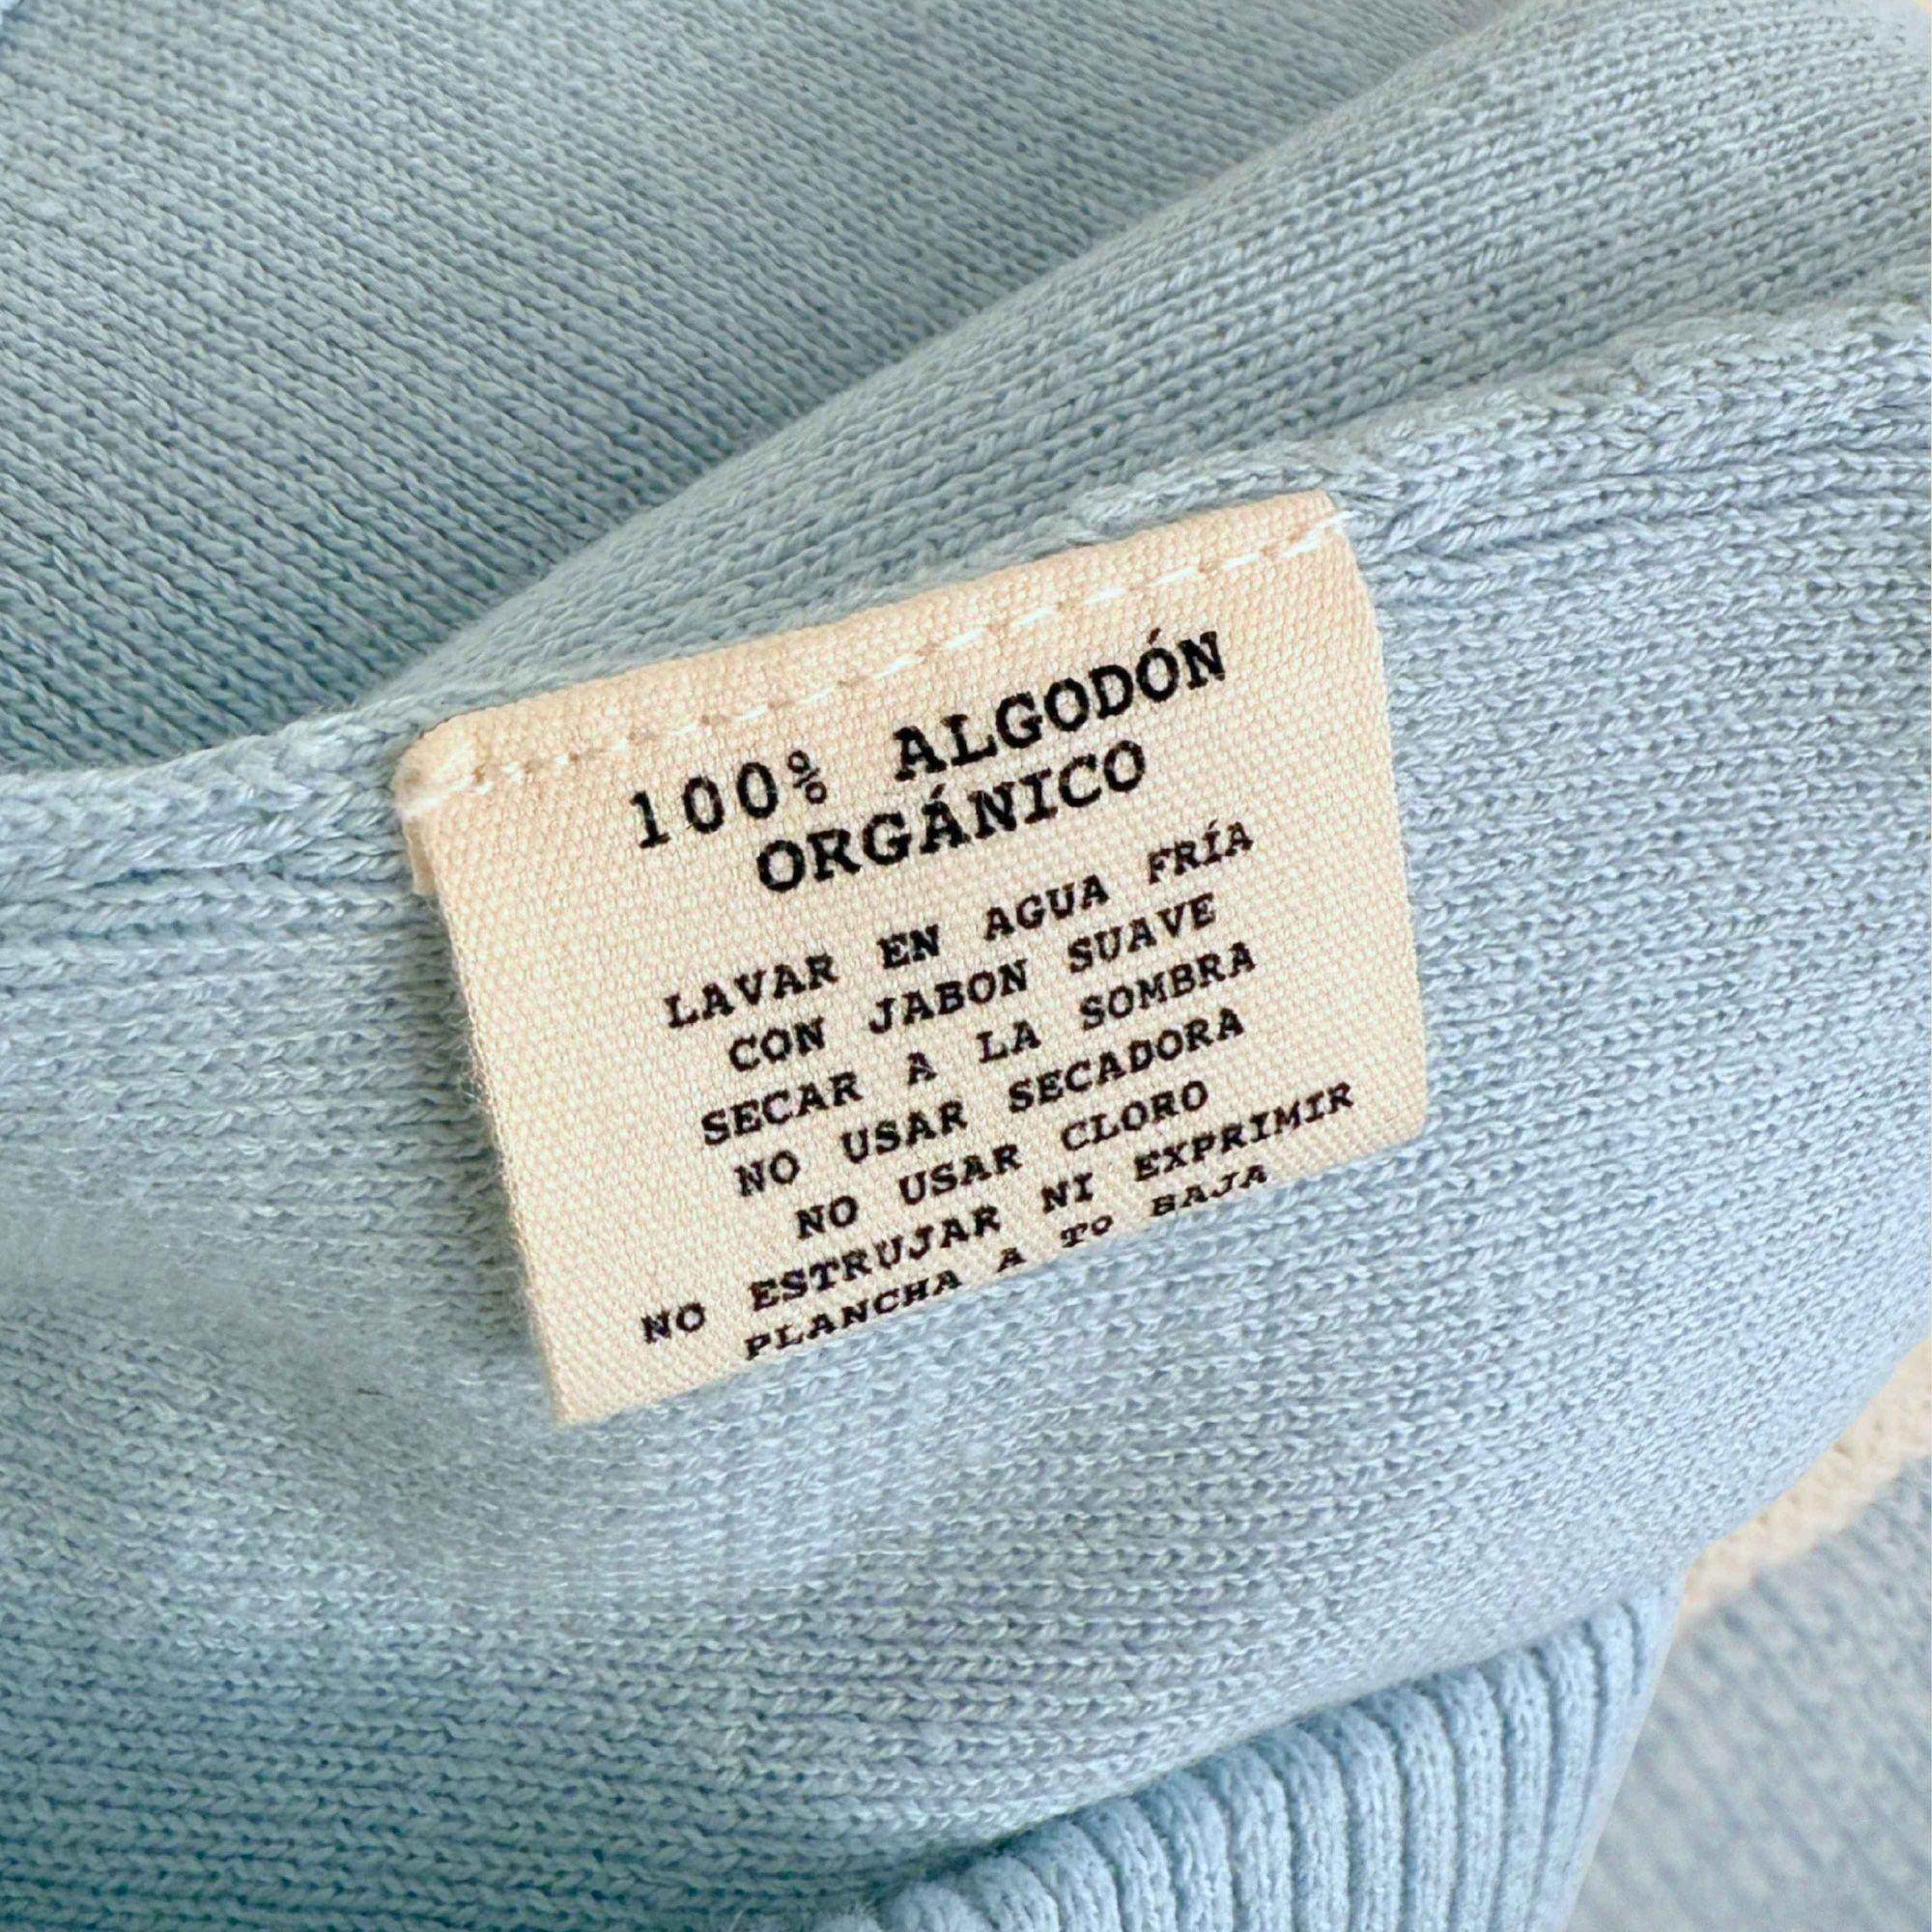 100% ALGODÓN
ORGÁNICO
LAVAR EN AGUA FRÍA
CON JABON SUAVE
SECAR A LA SOMBRA
NO USAR SECADORA
NO USAR CLORO
NO ESTRUJAR NI EXPRIMIR
PLANCHA A TO BAJA